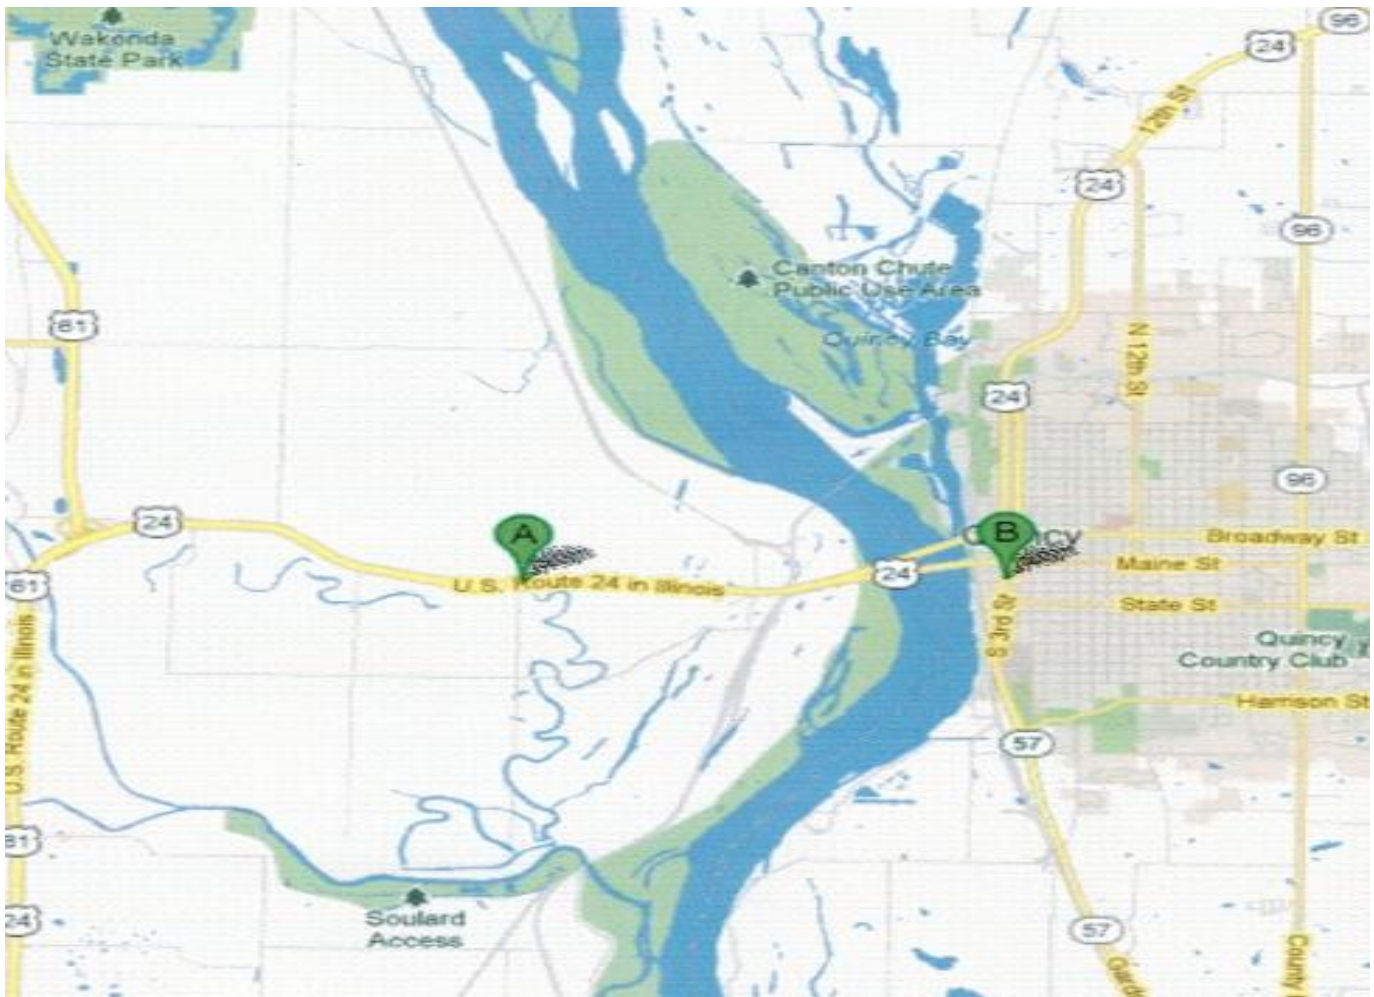 Wakonda
State Park
96
24
12th St
24
96
Canton Chute
Public Use Area
61
Quincy Bay
N 12th St
24
96
24
A
B
Broadway St
24
Maine St
61
U.S. Route 24 in Illinois
State St
S 3rd St
Quincy
Country Club
U.S. Route 24 in Illinois
Harrison St
57
61
Soulard
Access
24
57
County